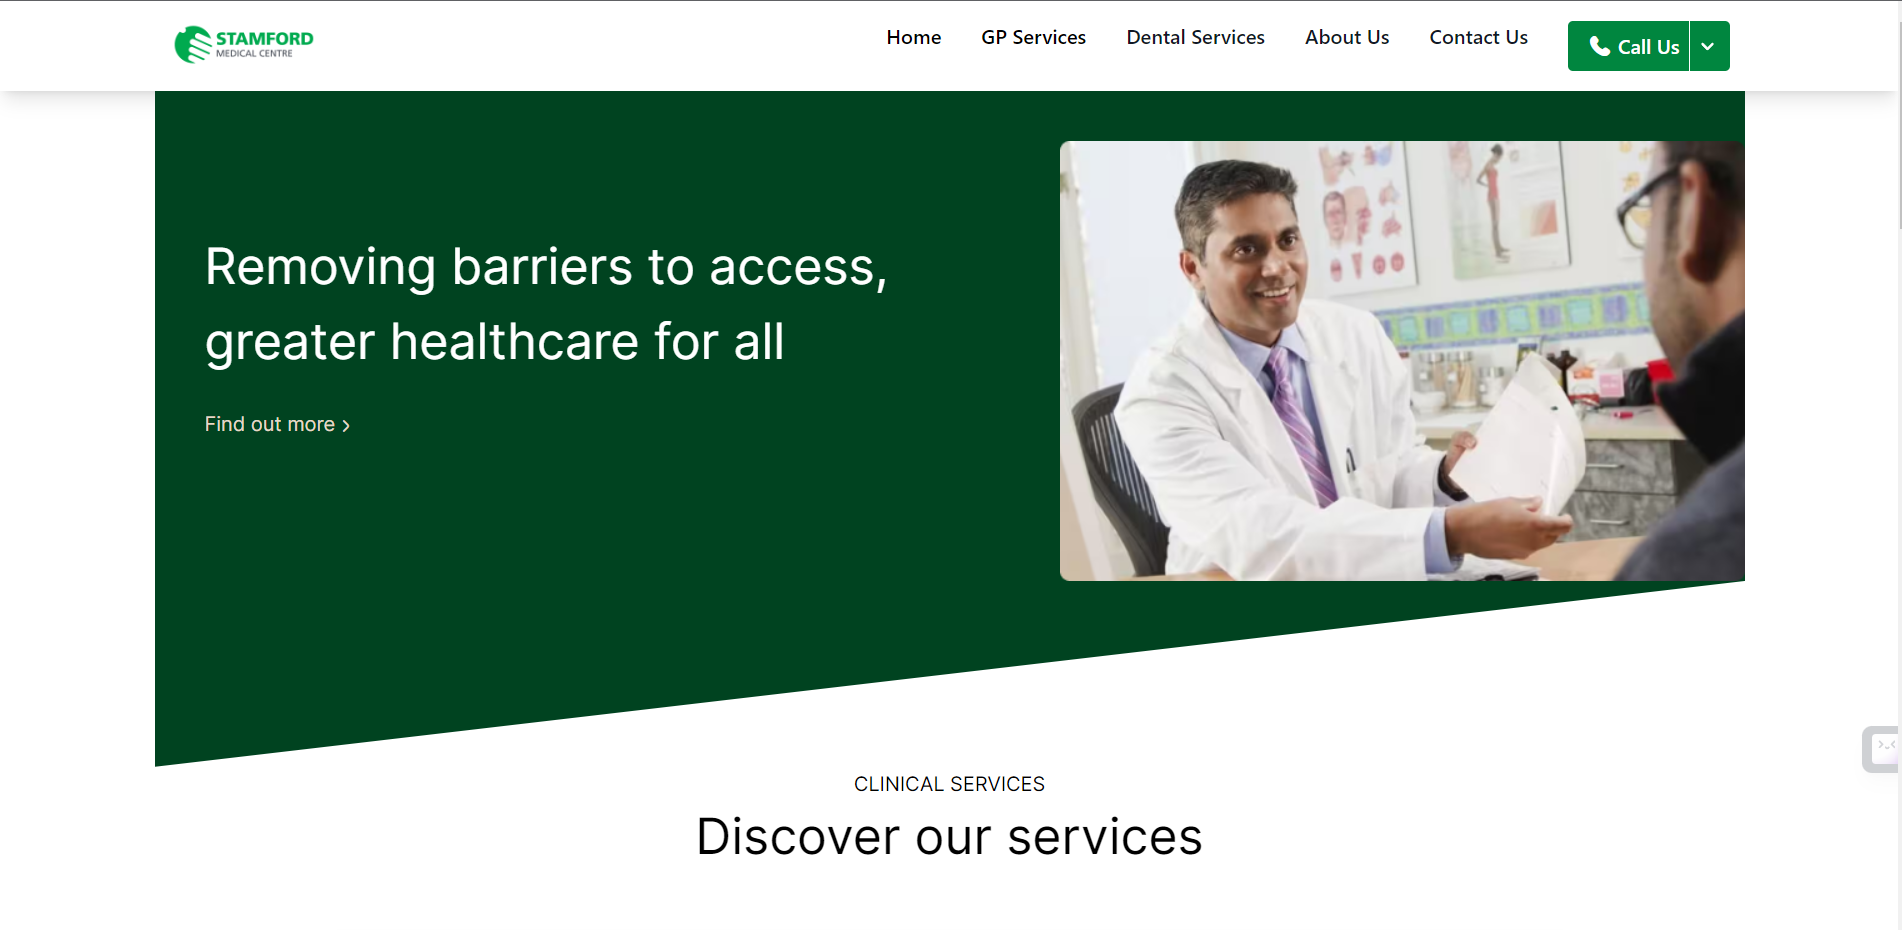 STAMFORD
MEDICAL CENTRE
Home
GP Services
Dental Services
About Us
Contact Us
Call Us
Removing barriers to access,
greater healthcare for all
Find out more
CLINICAL SERVICES
Discover our services